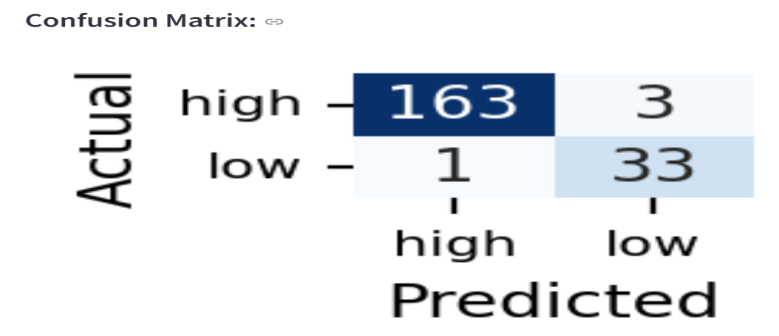 Confusion Matrix:
Actual
high 163 3
low 1 33
high low
Predicted